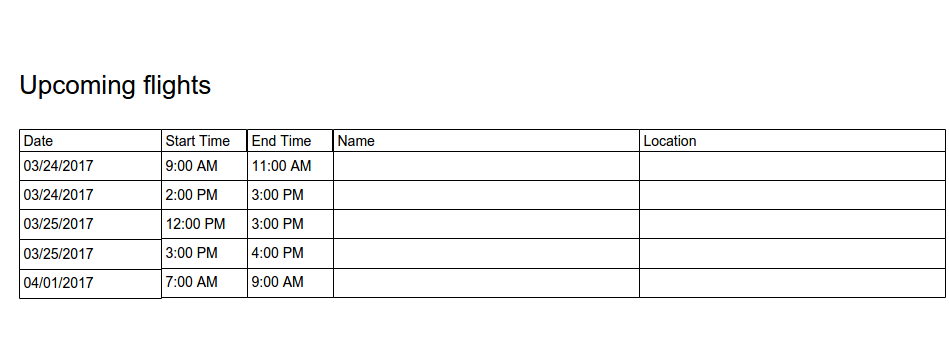 Upcoming flights
Date Start Time End Time Name Location
03/24/2017 9:00 AM 11:00 AM
03/24/2017 2:00 PM 3:00 PM
03/25/2017 12:00 PM 3:00 PM
03/25/2017 3:00 PM 4:00 PM
04/01/2017 7:00 AM 9:00 AM